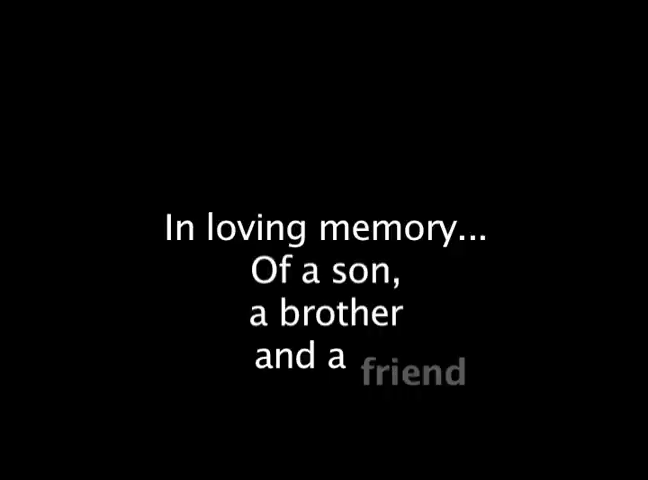 In loving memory...
Of a son,
a brother
and a friend